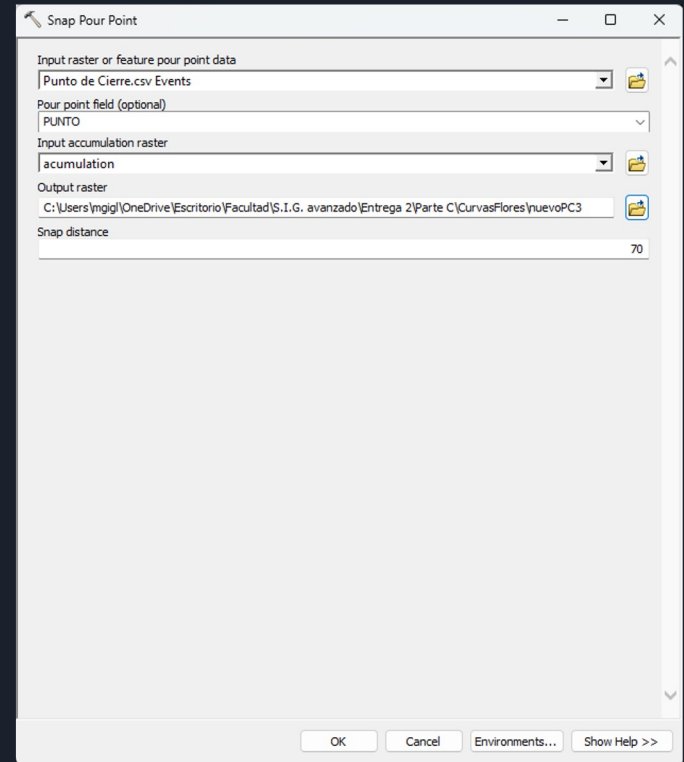 Snap Pour Point
Input raster or feature pour point data
Punto de Cierre.csv Events
Pour point field (optional)
PUNTO
Input accumulation raster
acumulation
Output raster
C:\Users\mgigl\OneDrive\Escritorio\Facultad\S.I.G. avanzado\Entrega 2\Parte C\CurvasFlores\nuevoPC3
Snap distance
70
OK Cancel Environments... Show Help >>